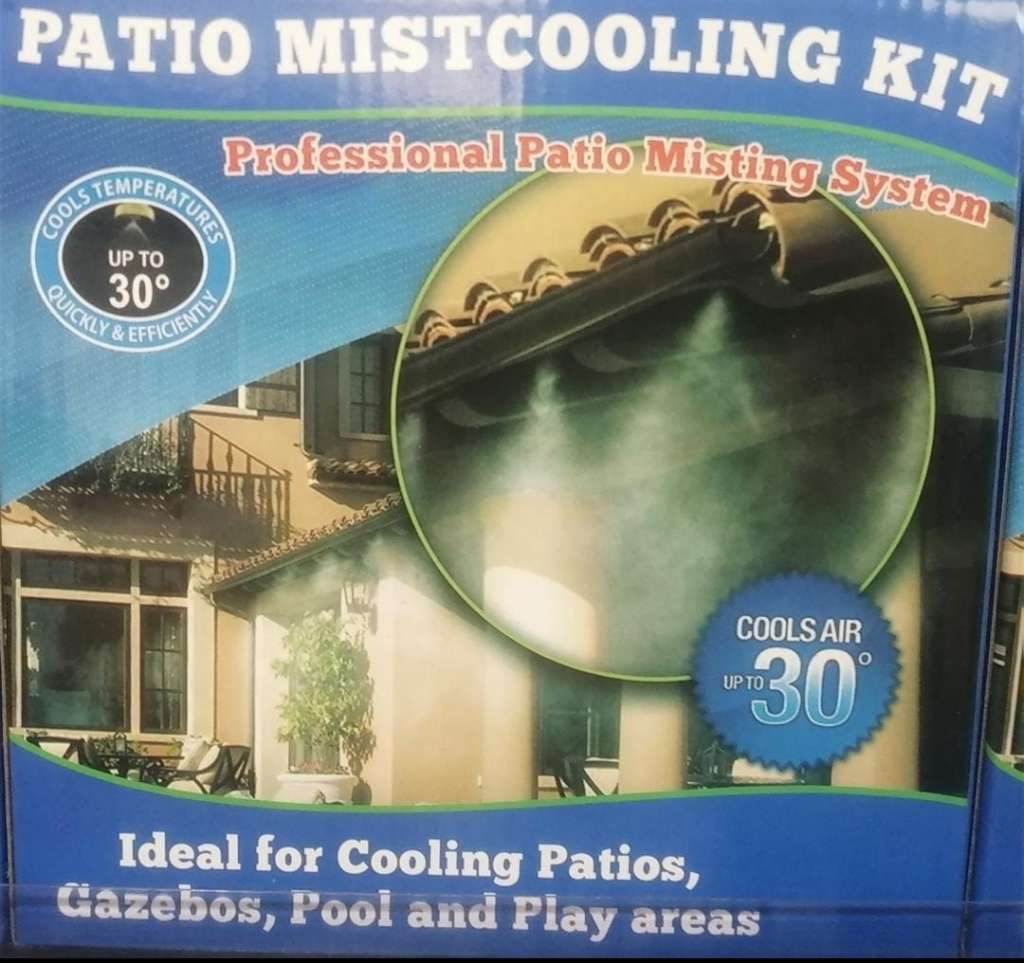 PATIO MISTCOOLING KIT
Professional Patio Misting System
COOLS TEMPERATURES
UP TO
30°
QUICKLY & EFFICIENTLY
COOLS AIR
UP TO 30°
Ideal for Cooling Patios,
Gazebos, Pool and Play areas